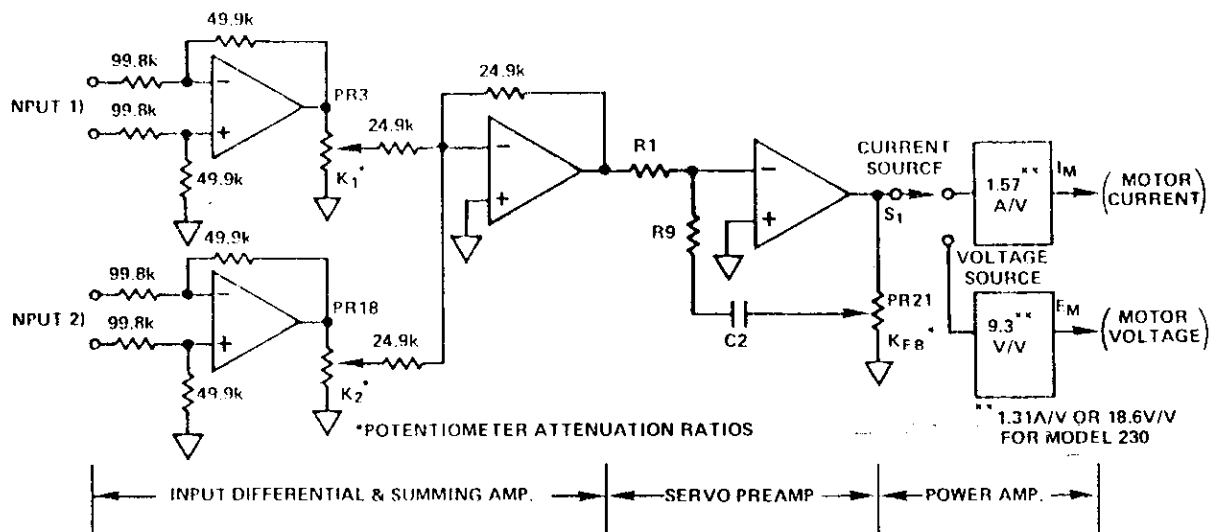 49.9k
99.8k
NPUT 1)
99.8k
49.9k
PR3
K1*
24.9k
24.9k
49.9k
99.8k
NPUT 2)
99.8k
49.9k
PR18
K2*
24.9k
R1
R9
C2
CURRENT
SOURCE
S1
1.57**
A/V
IM
(MOTOR
CURRENT)
VOLTAGE
SOURCE
PR21
KFB*
9.3**
V/V
EM
(MOTOR
VOLTAGE)
**1.31A/V OR 18.6V/V
FOR MODEL 230
*POTENTIOMETER ATTENUATION RATIOS
INPUT DIFFERENTIAL & SUMMING AMP.
SERVO PREAMP
POWER AMP.